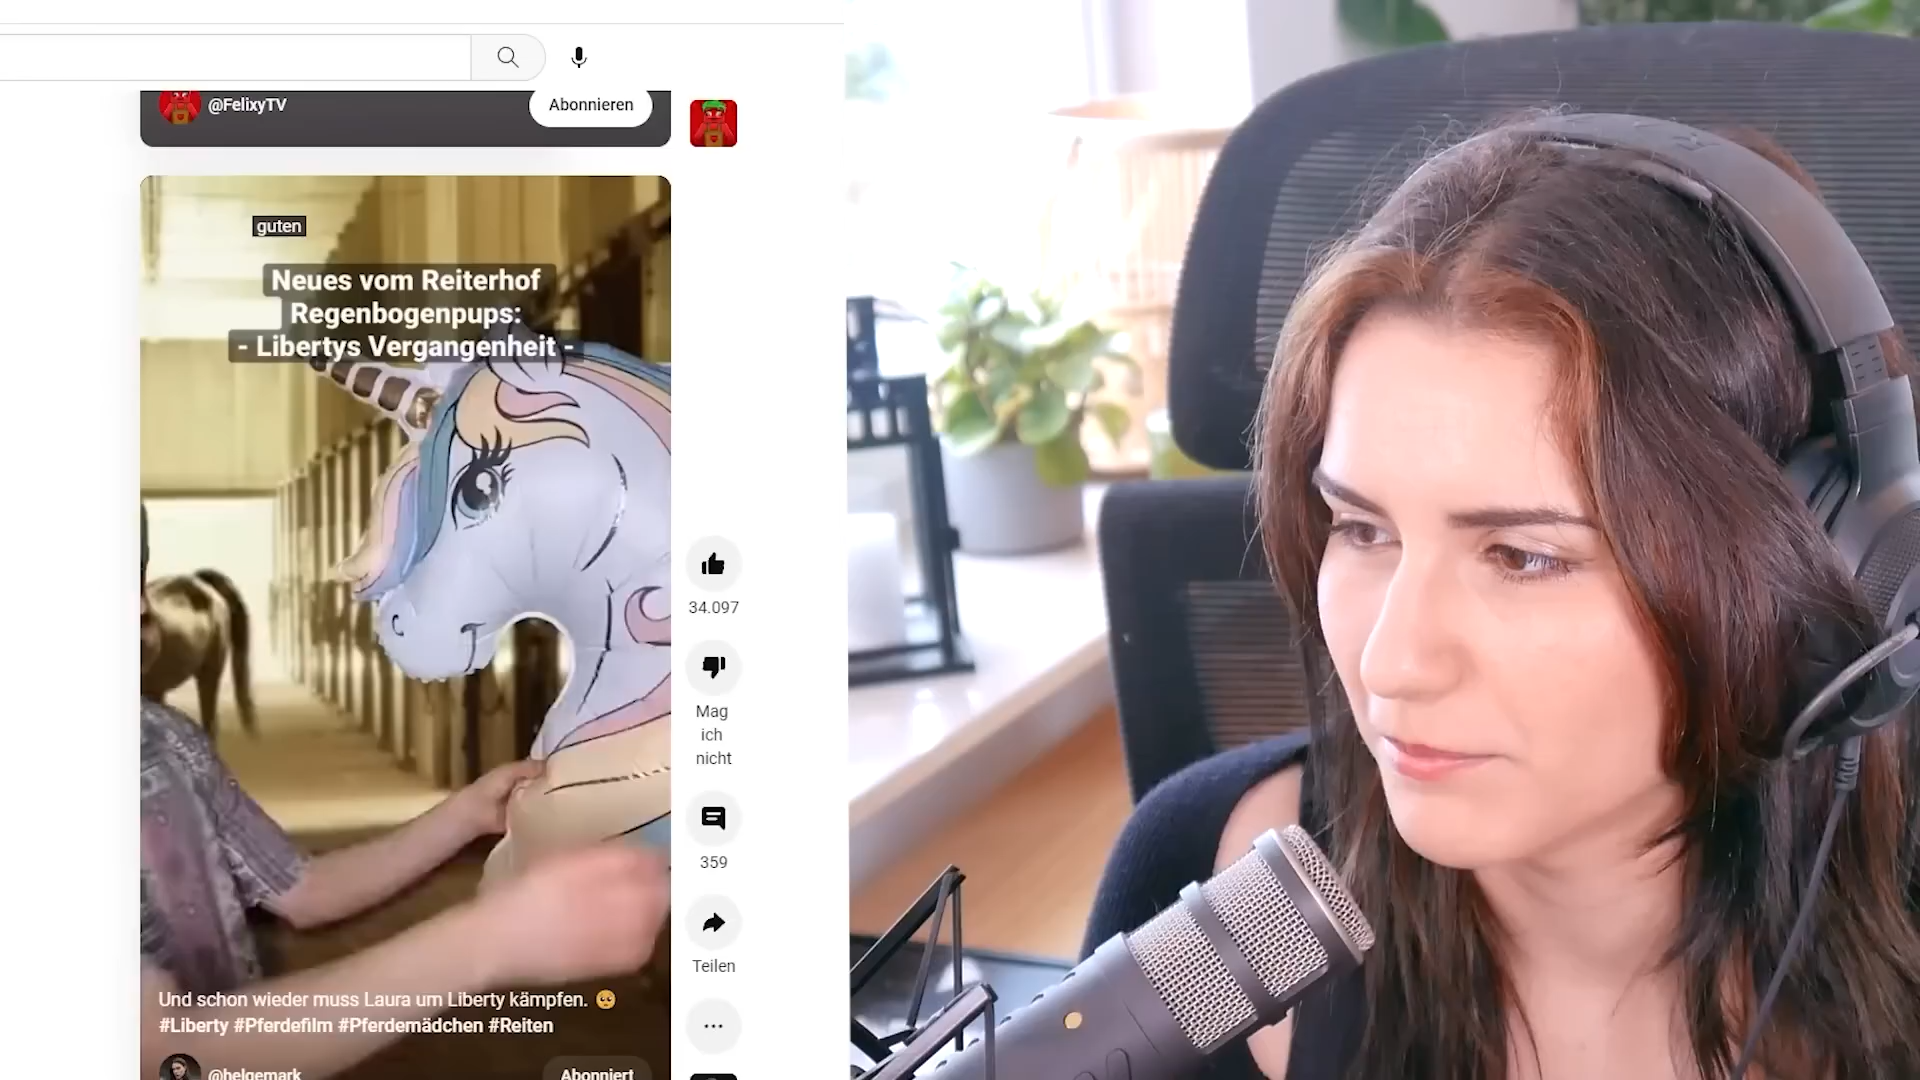 @FelixyTV
Abonnieren
guten
Neues vom Reiterhof
Regenbogenpups:
- Libertys Vergangenheit -
34.097
Mag
ich
nicht
359
Teilen
Und schon wieder muss Laura um Liberty kämpfen. 🥺
#Liberty #Pferdefilm #Pferdemädchen #Reiten
@helgemark
Abonniert